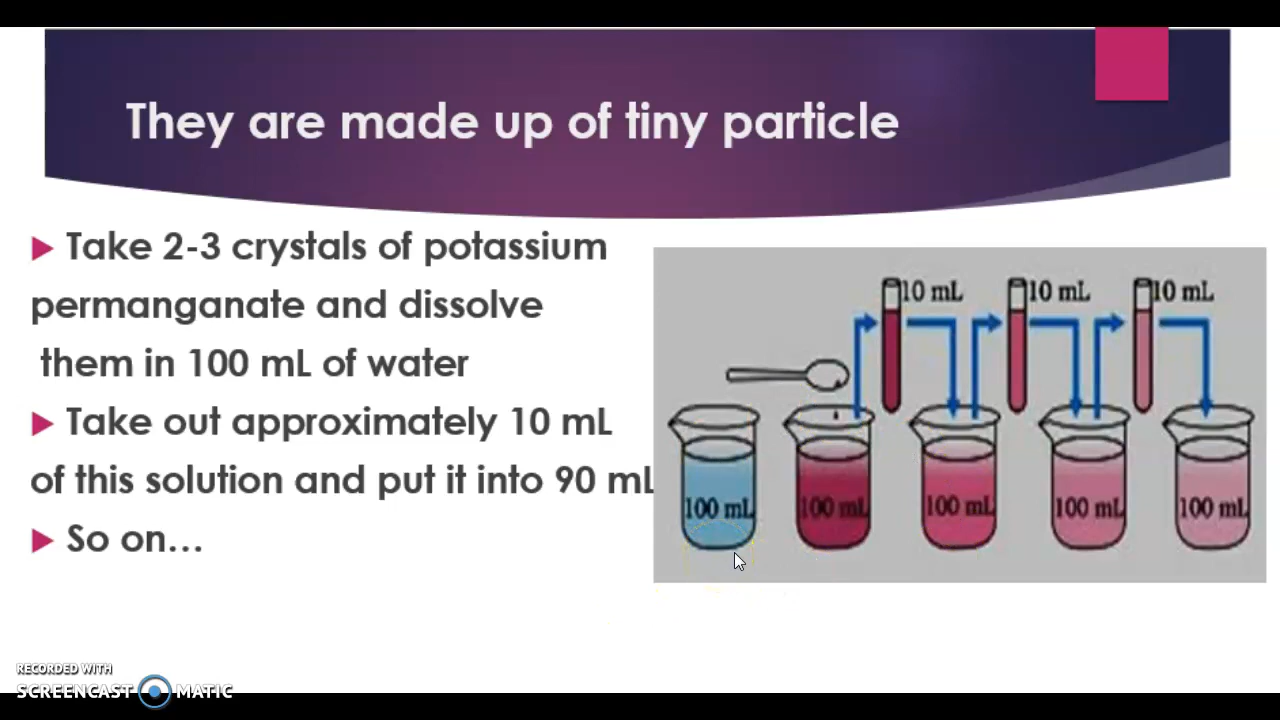 They are made up of tiny particle
Take 2-3 crystals of potassium
permanganate and dissolve
them in 100 mL of water
Take out approximately 10 mL
of this solution and put it into 90 mL
So on...
10 mL 10 mL 10 mL
100 mL 100 mL 100 mL 100 mL 100 mL
RECORDED WITH
SCREENCAST MATIC